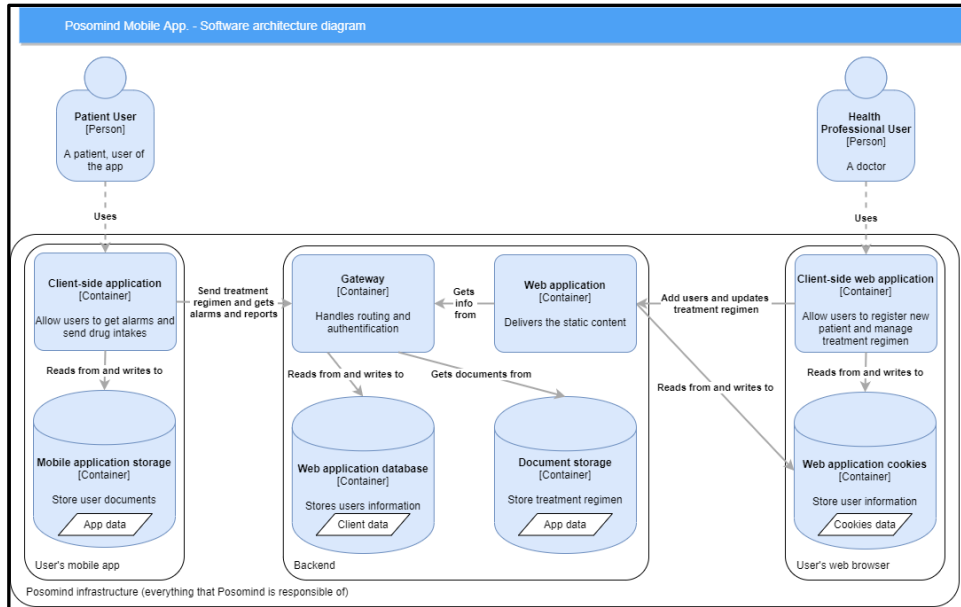 Posomind Mobile App. - Software architecture diagram
Patient User
[Person]
A patient, user of
the app
Health
Professional User
[Person]
A doctor
Uses
Uses
Client-side application
[Container]
Allow users to get alarms and
send drug intakes
Send treatment
regimen and gets
alarms and reports
Gateway
[Container]
Handles routing and
authentification
Gets
info
from
Web application
[Container]
Delivers the static content
Add users and updates
treatment regimen
Client-side web application
[Container]
Allow users to register new
patient and manage
treatment regimen
Reads from and writes to
Reads from and writes to
Gets documents from
Reads from and writes to
Reads from and writes to
Mobile application storage
[Container]
Store user documents
App data
Web application database
[Container]
Stores users information
Client data
Document storage
[Container]
Store treatment regimen
App data
Web application cookies
[Container]
Store user information
Cookies data
User's mobile app
Backend
User's web browser
Posomind infrastructure (everything that Posomind is responsible of)